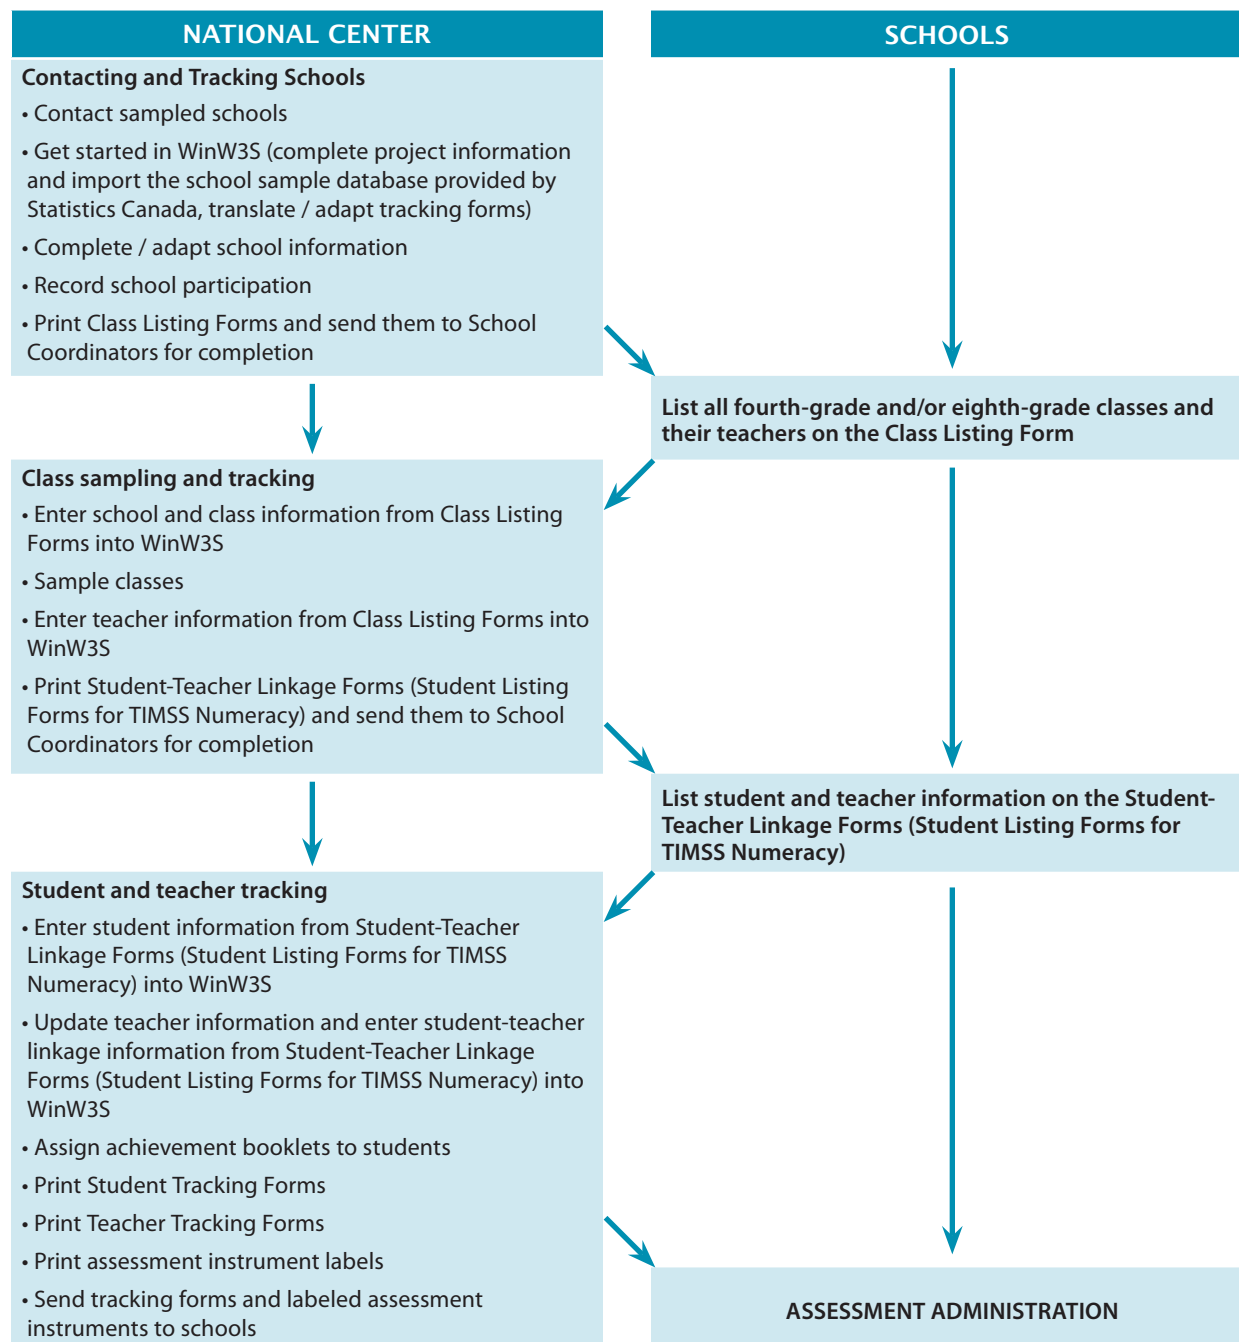 NATIONAL CENTER
Contacting and Tracking Schools
• Contact sampled schools
• Get started in WinW3S (complete project information
and import the school sample database provided by
Statistics Canada, translate / adapt tracking forms)
• Complete / adapt school information
• Record school participation
• Print Class Listing Forms and send them to School
Coordinators for completion
SCHOOLS
List all fourth-grade and/or eighth-grade classes and
their teachers on the Class Listing Form
Class sampling and tracking
• Enter school and class information from Class Listing
Forms into WinW3S
• Sample classes
• Enter teacher information from Class Listing Forms into
WinW3S
• Print Student-Teacher Linkage Forms (Student Listing
Forms for TIMSS Numeracy) and send them to School
Coordinators for completion
List student and teacher information on the Student-
Teacher Linkage Forms (Student Listing Forms for
TIMSS Numeracy)
Student and teacher tracking
• Enter student information from Student-Teacher
Linkage Forms (Student Listing Forms for TIMSS
Numeracy) into WinW3S
• Update teacher information and enter student-teacher
linkage information from Student-Teacher Linkage
Forms (Student Listing Forms for TIMSS Numeracy) into
WinW3S
• Assign achievement booklets to students
• Print Student Tracking Forms
• Print Teacher Tracking Forms
• Print assessment instrument labels
• Send tracking forms and labeled assessment
instruments to schools
ASSESSMENT ADMINISTRATION